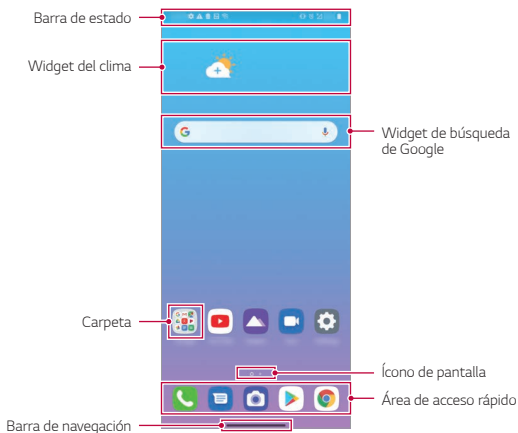 Barra de estado
Widget del clima
Widget de búsqueda
de Google
Carpeta
Ícono de pantalla
Área de acceso rápido
Barra de navegación